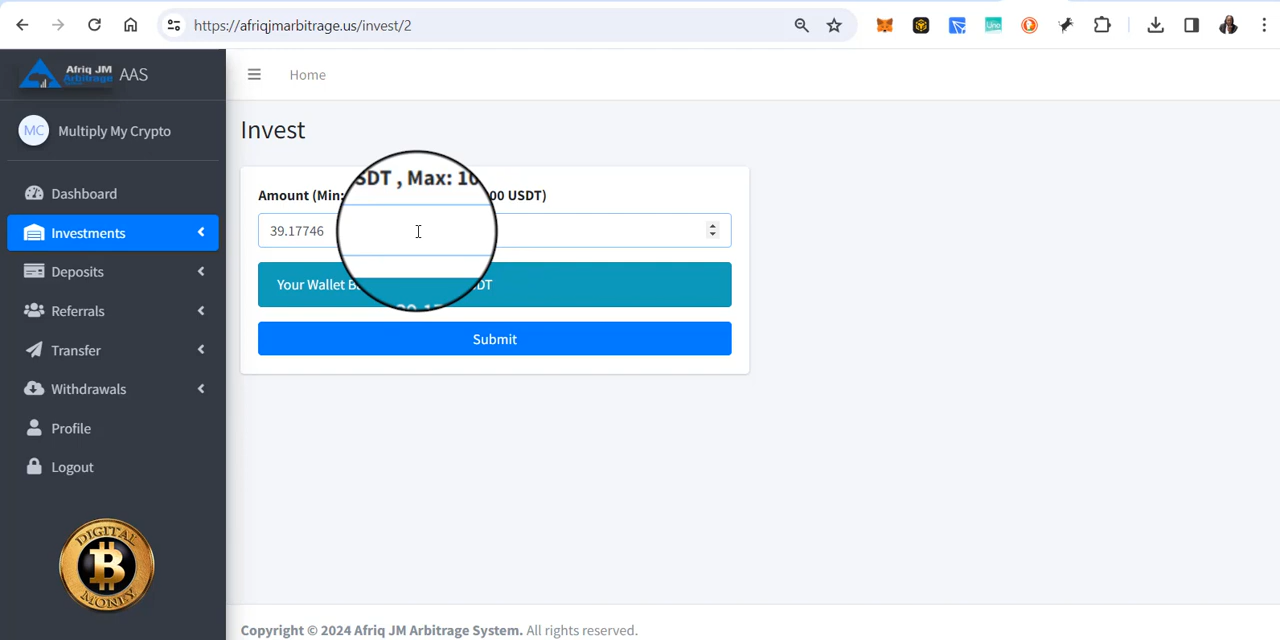 https://afriqjmarbitrage.us/invest/2
Uno
Afriq JM
Arbitrage
AAS
Home
MC
Multiply My Crypto
Invest
Dashboard
Amount (Min:
SDT , Max: 10
00 USDT)
Investments
39.17746
Deposits
Your Wallet B
DT
Referrals
Submit
Transfer
Withdrawals
Profile
Logout
DIGITAL
B
MONEY
Copyright © 2024 Afriq JM Arbitrage System. All rights reserved.